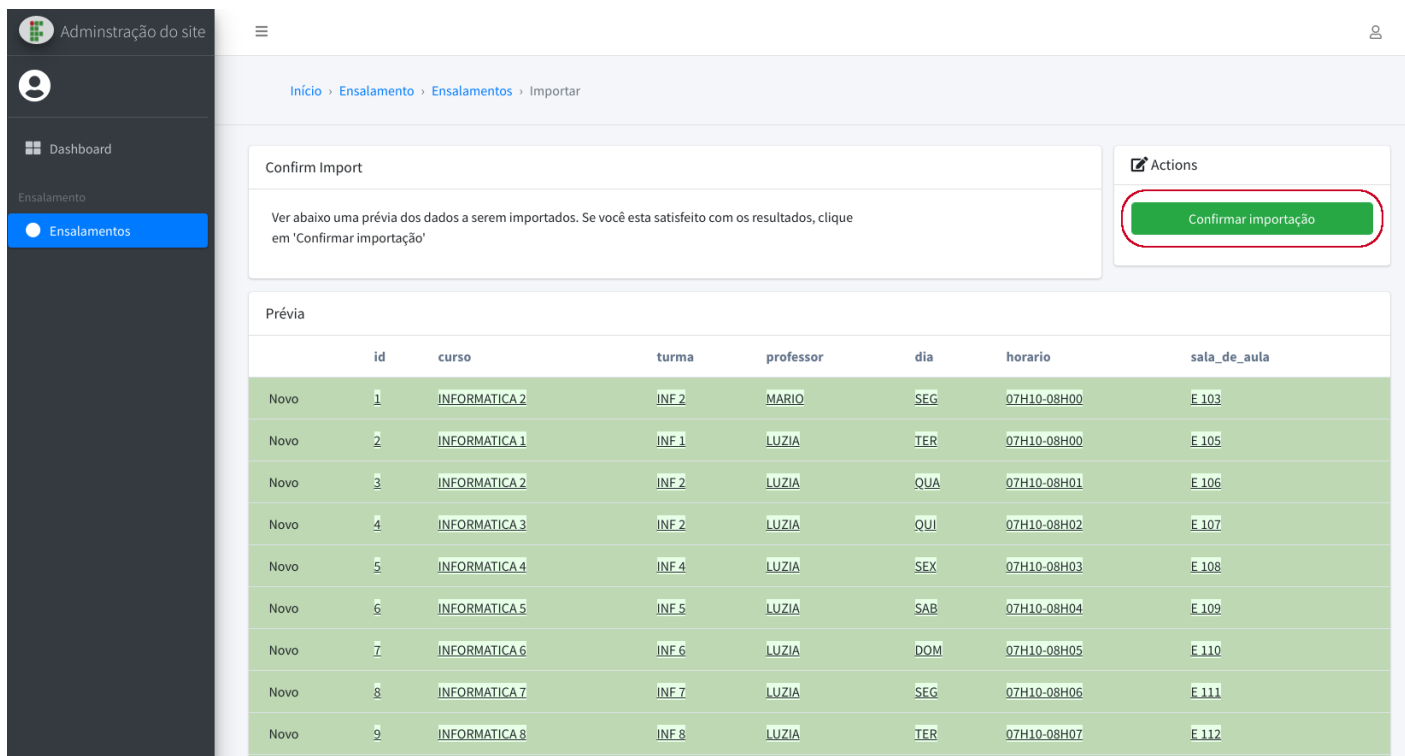 Adminstração do site
Início › Ensalamento › Ensalamentos › Importar
Dashboard
Ensalamento
Ensalamentos
Confirm Import
Ver abaixo uma prévia dos dados a serem importados. Se você esta satisfeito com os resultados, clique
em 'Confirmar importação'
Actions
Confirmar importação
Prévia
id curso turma professor dia horario sala_de_aula
Novo 1 INFORMATICA 2 INF 2 MARIO SEG 07H10-08H00 E 103
Novo 2 INFORMATICA 1 INF 1 LUZIA TER 07H10-08H00 E 105
Novo 3 INFORMATICA 2 INF 2 LUZIA QUA 07H10-08H01 E 106
Novo 4 INFORMATICA 3 INF 2 LUZIA QUI 07H10-08H02 E 107
Novo 5 INFORMATICA 4 INF 4 LUZIA SEX 07H10-08H03 E 108
Novo 6 INFORMATICA 5 INF 5 LUZIA SAB 07H10-08H04 E 109
Novo 7 INFORMATICA 6 INF 6 LUZIA DOM 07H10-08H05 E 110
Novo 8 INFORMATICA 7 INF 7 LUZIA SEG 07H10-08H06 E 111
Novo 9 INFORMATICA 8 INF 8 LUZIA TER 07H10-08H07 E 112